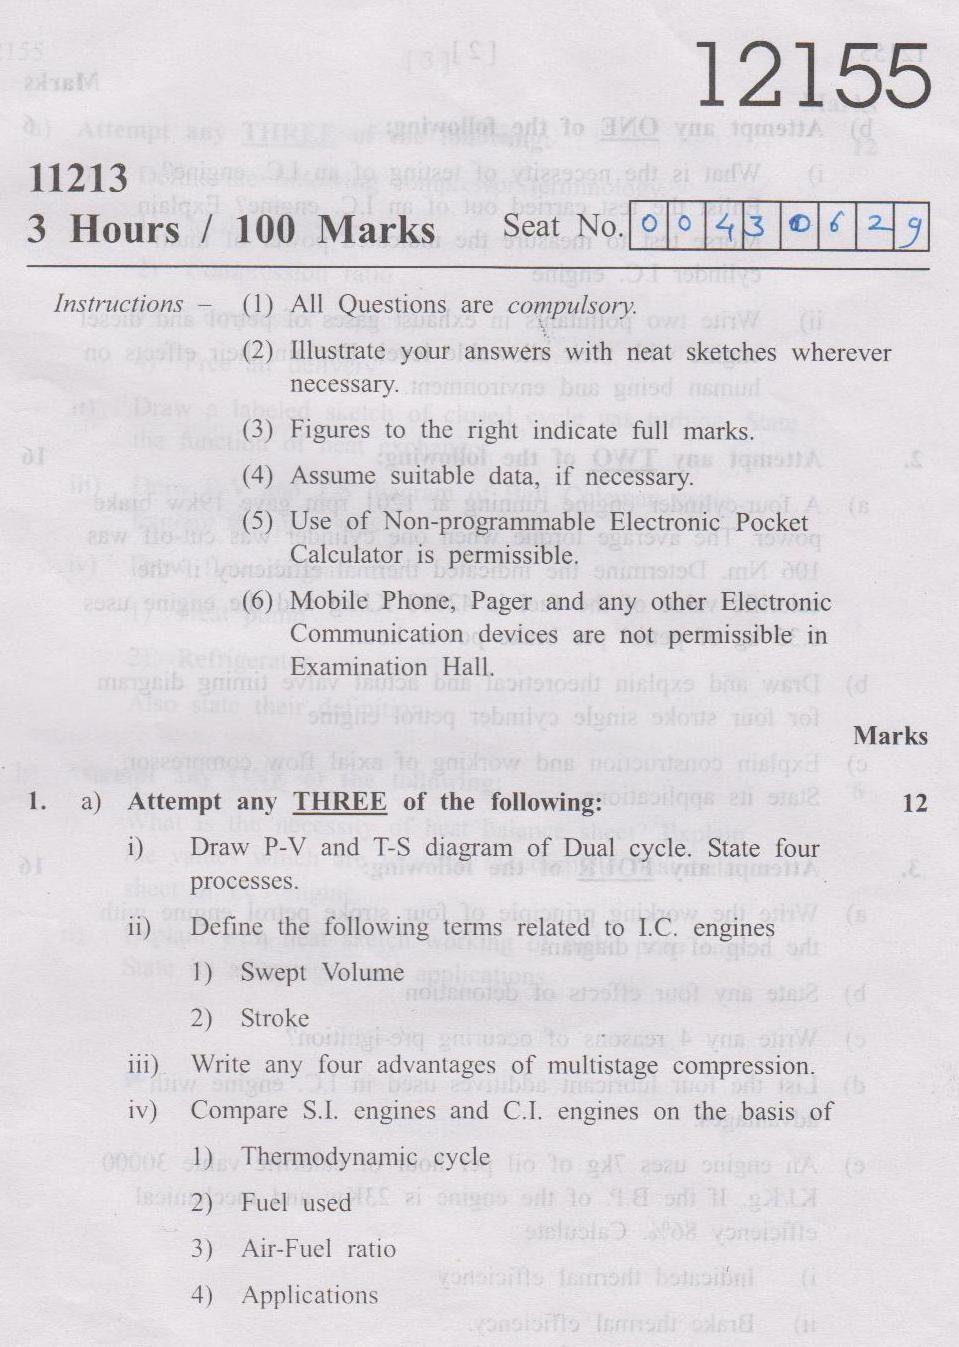 12155
11213
3 Hours / 100 Marks Seat No. 0 0 4 3 0 6 2 9
Instructions – (1) All Questions are compulsory.
(2) Illustrate your answers with neat sketches wherever
necessary.
(3) Figures to the right indicate full marks.
(4) Assume suitable data, if necessary.
(5) Use of Non-programmable Electronic Pocket
Calculator is permissible.
(6) Mobile Phone, Pager and any other Electronic
Communication devices are not permissible in
Examination Hall.
Marks
1. a) Attempt any THREE of the following: 12
i) Draw P-V and T-S diagram of Dual cycle. State four
processes.
ii) Define the following terms related to I.C. engines
1) Swept Volume
2) Stroke
iii) Write any four advantages of multistage compression.
iv) Compare S.I. engines and C.I. engines on the basis of
1) Thermodynamic cycle
2) Fuel used
3) Air-Fuel ratio
4) Applications